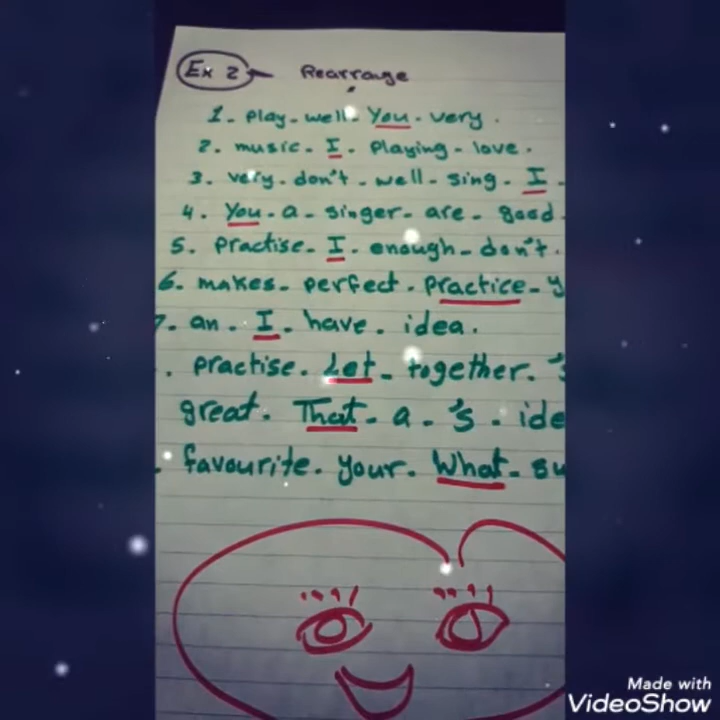 Ex 2 Rearrange
1. play - well - You - very .
2. music . I . playing - love .
3. very . don't - well - sing . I .
4. You . a . singer - are - good
5. practise . I . enough - don't .
6. makes - perfect . practice -
7. an . I . have . idea .
. practise . Let - together . 's
great . That . a . 's .
. favourite . your . What -
Made with
VideoShow